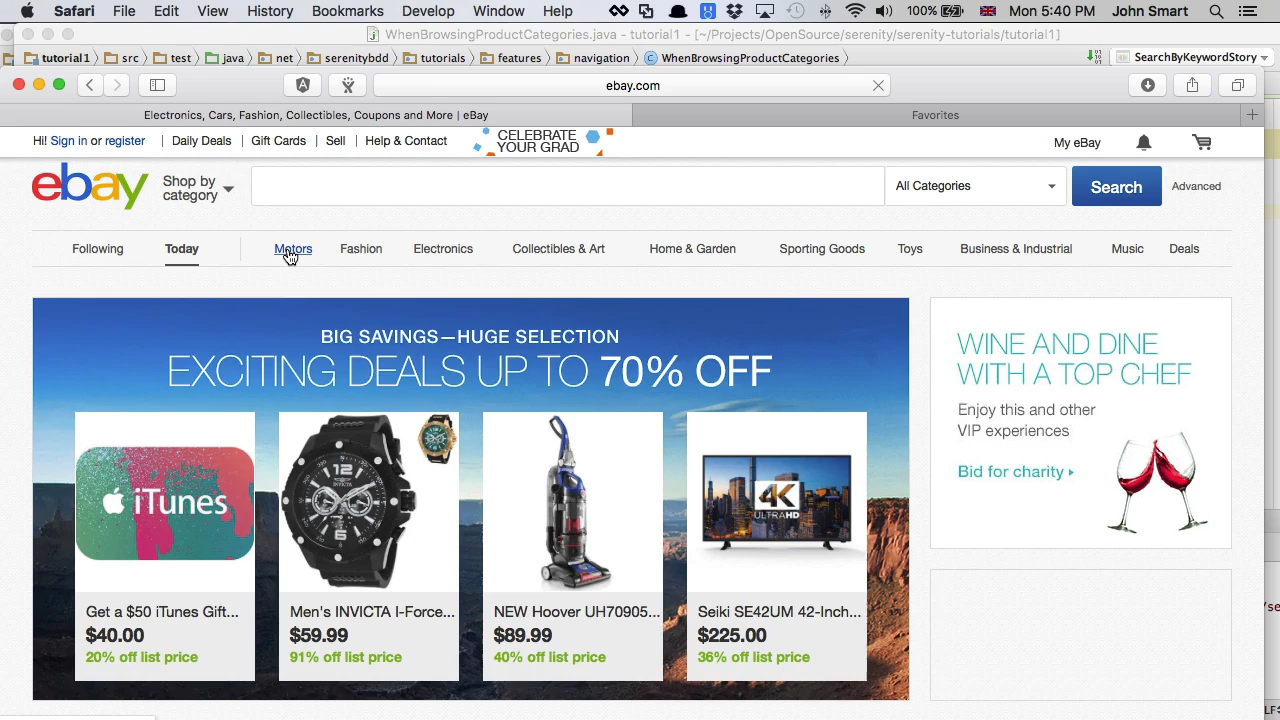 Safari File Edit View History Bookmarks Develop Window Help 100% Mon 5:40 PM John Smart
WhenBrowsingProductCategories.java - tutorial1 - [~/Projects/OpenSource/serenity/serenity-tutorials/tutorial1]
tutorial1 src test java net serenitybdd tutorials features navigation WhenBrowsingProductCategories SearchByKeywordStory
ebay.com
Electronics, Cars, Fashion, Collectibles, Coupons and More | eBay
Favorites
Hi! Sign in or register Daily Deals Gift Cards Sell Help & Contact
CELEBRATE
YOUR GRAD
My eBay
ebay
Shop by
category
All Categories
Search
Advanced
Following Today Motors Fashion Electronics Collectibles & Art Home & Garden Sporting Goods Toys Business & Industrial Music Deals
BIG SAVINGS—HUGE SELECTION
EXCITING DEALS UP TO 70% OFF
iTunes
4K
ULTRAHD
Get a $50 iTunes Gift...
$40.00
20% off list price
Men's INVICTA I-Force...
$59.99
91% off list price
NEW Hoover UH70905...
$89.99
40% off list price
Seiki SE42UM 42-Inch...
$225.00
36% off list price
WINE AND DINE
WITH A TOP CHEF
Enjoy this and other
VIP experiences
Bid for charity